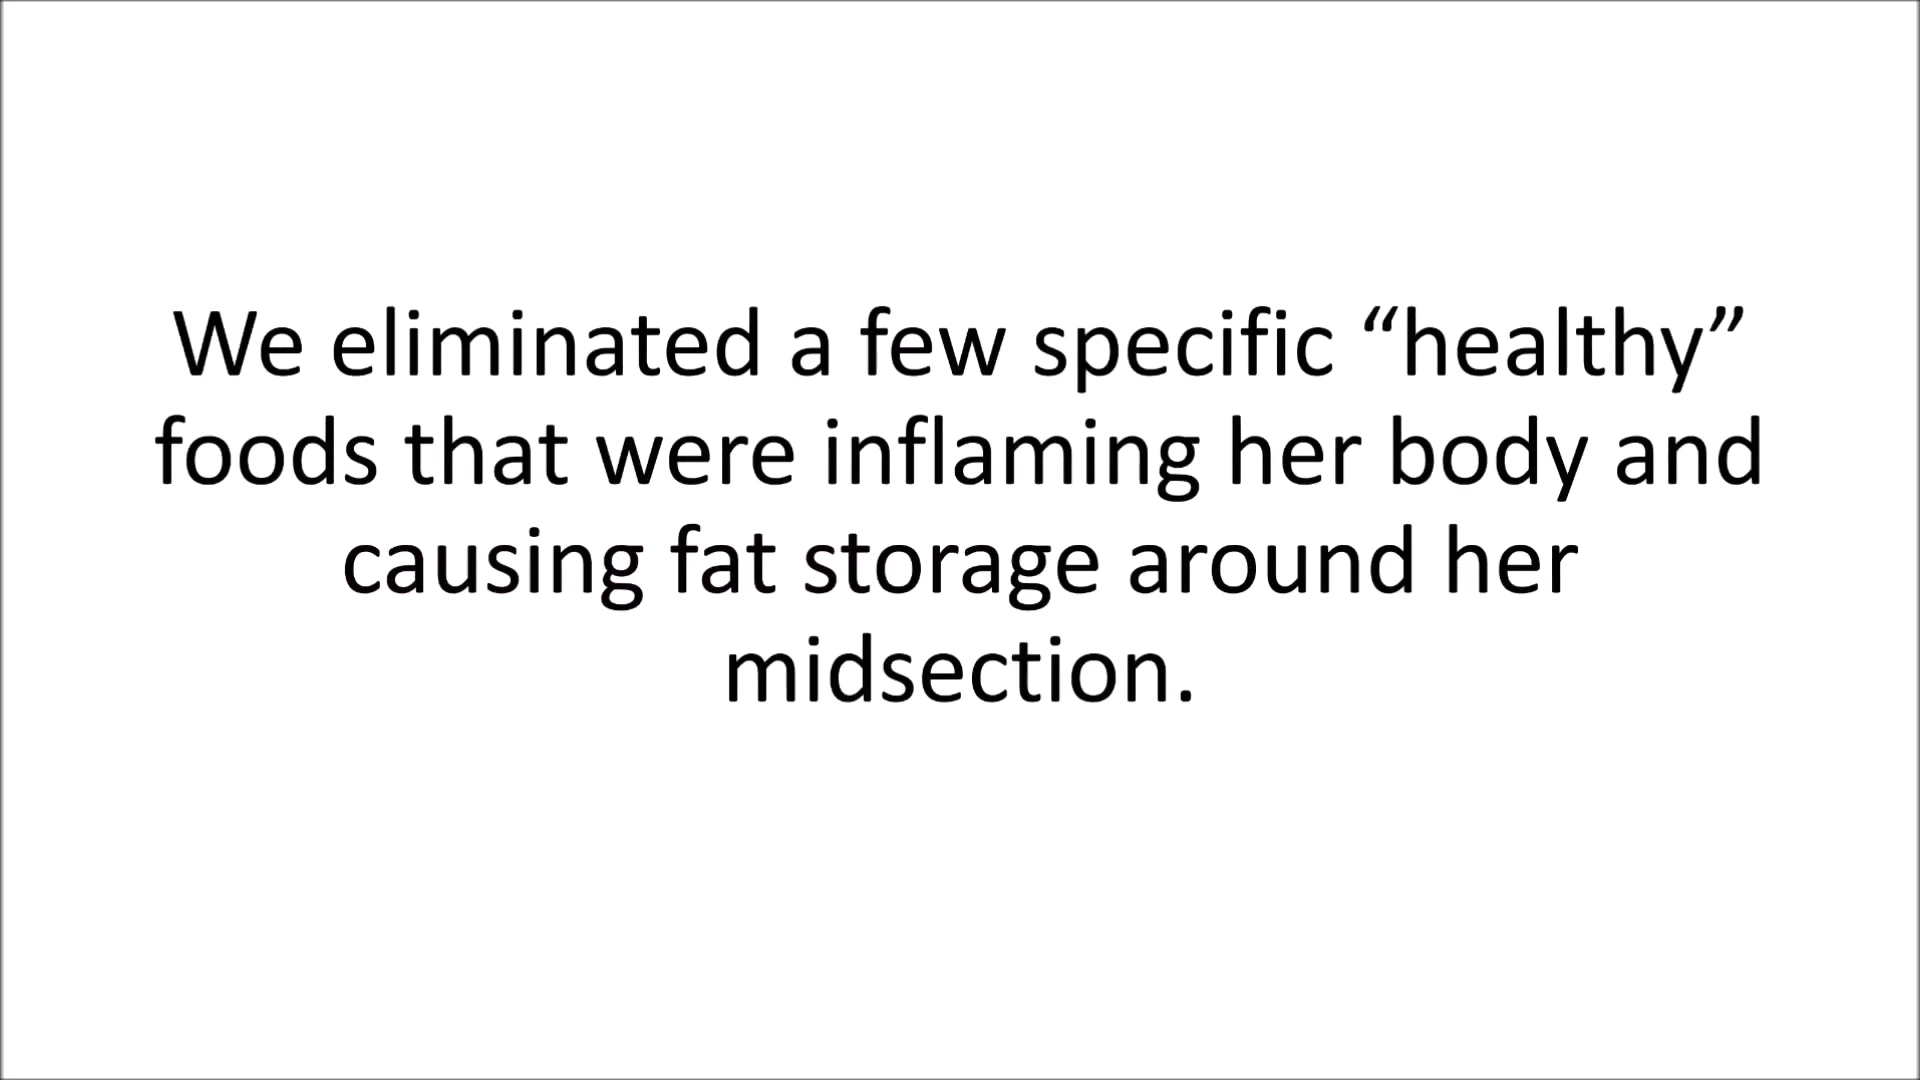 We eliminated a few specific “healthy”
foods that were inflaming her body and
causing fat storage around her
midsection.